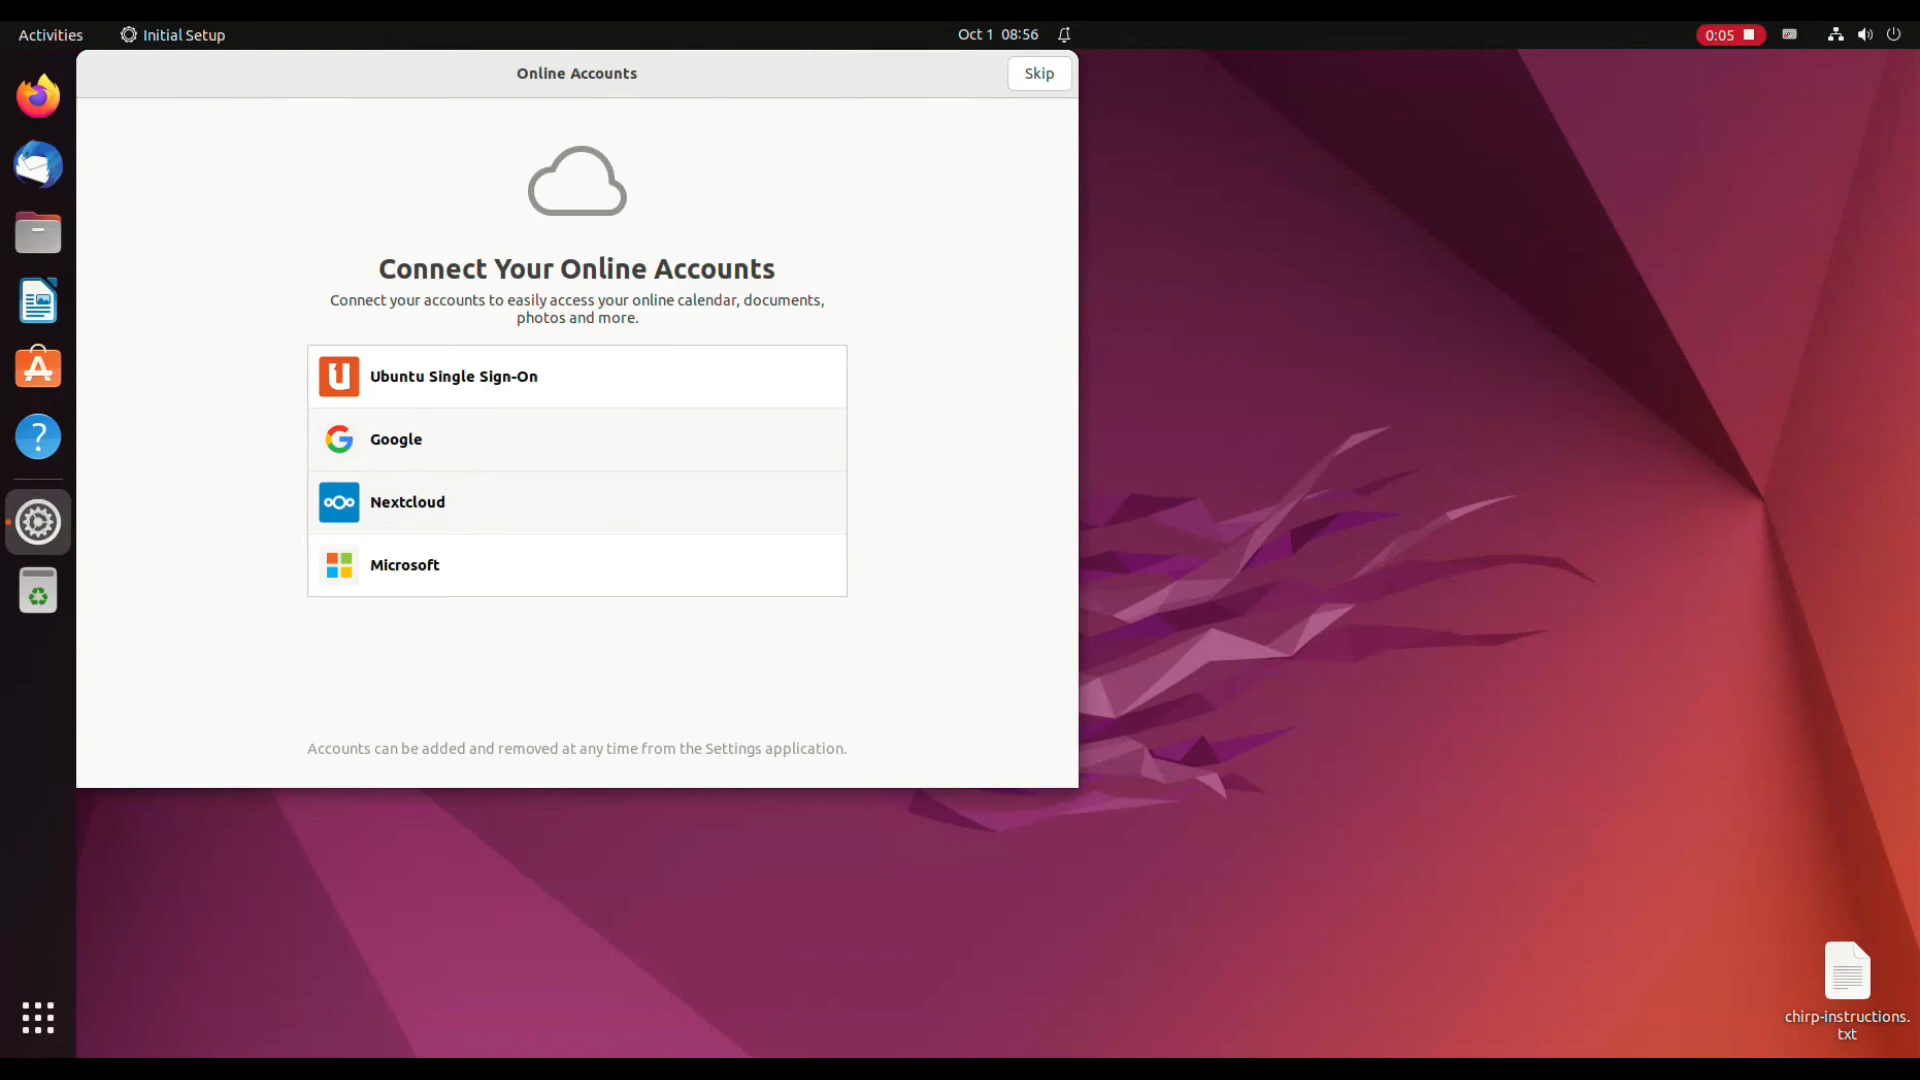 Activities
Initial Setup
Oct 1 08:56
0:05
Online Accounts
Skip
Connect Your Online Accounts
Connect your accounts to easily access your online calendar, documents,
photos and more.
Ubuntu Single Sign-On
Google
Nextcloud
Microsoft
Accounts can be added and removed at any time from the Settings application.
chirp-instructions.
txt